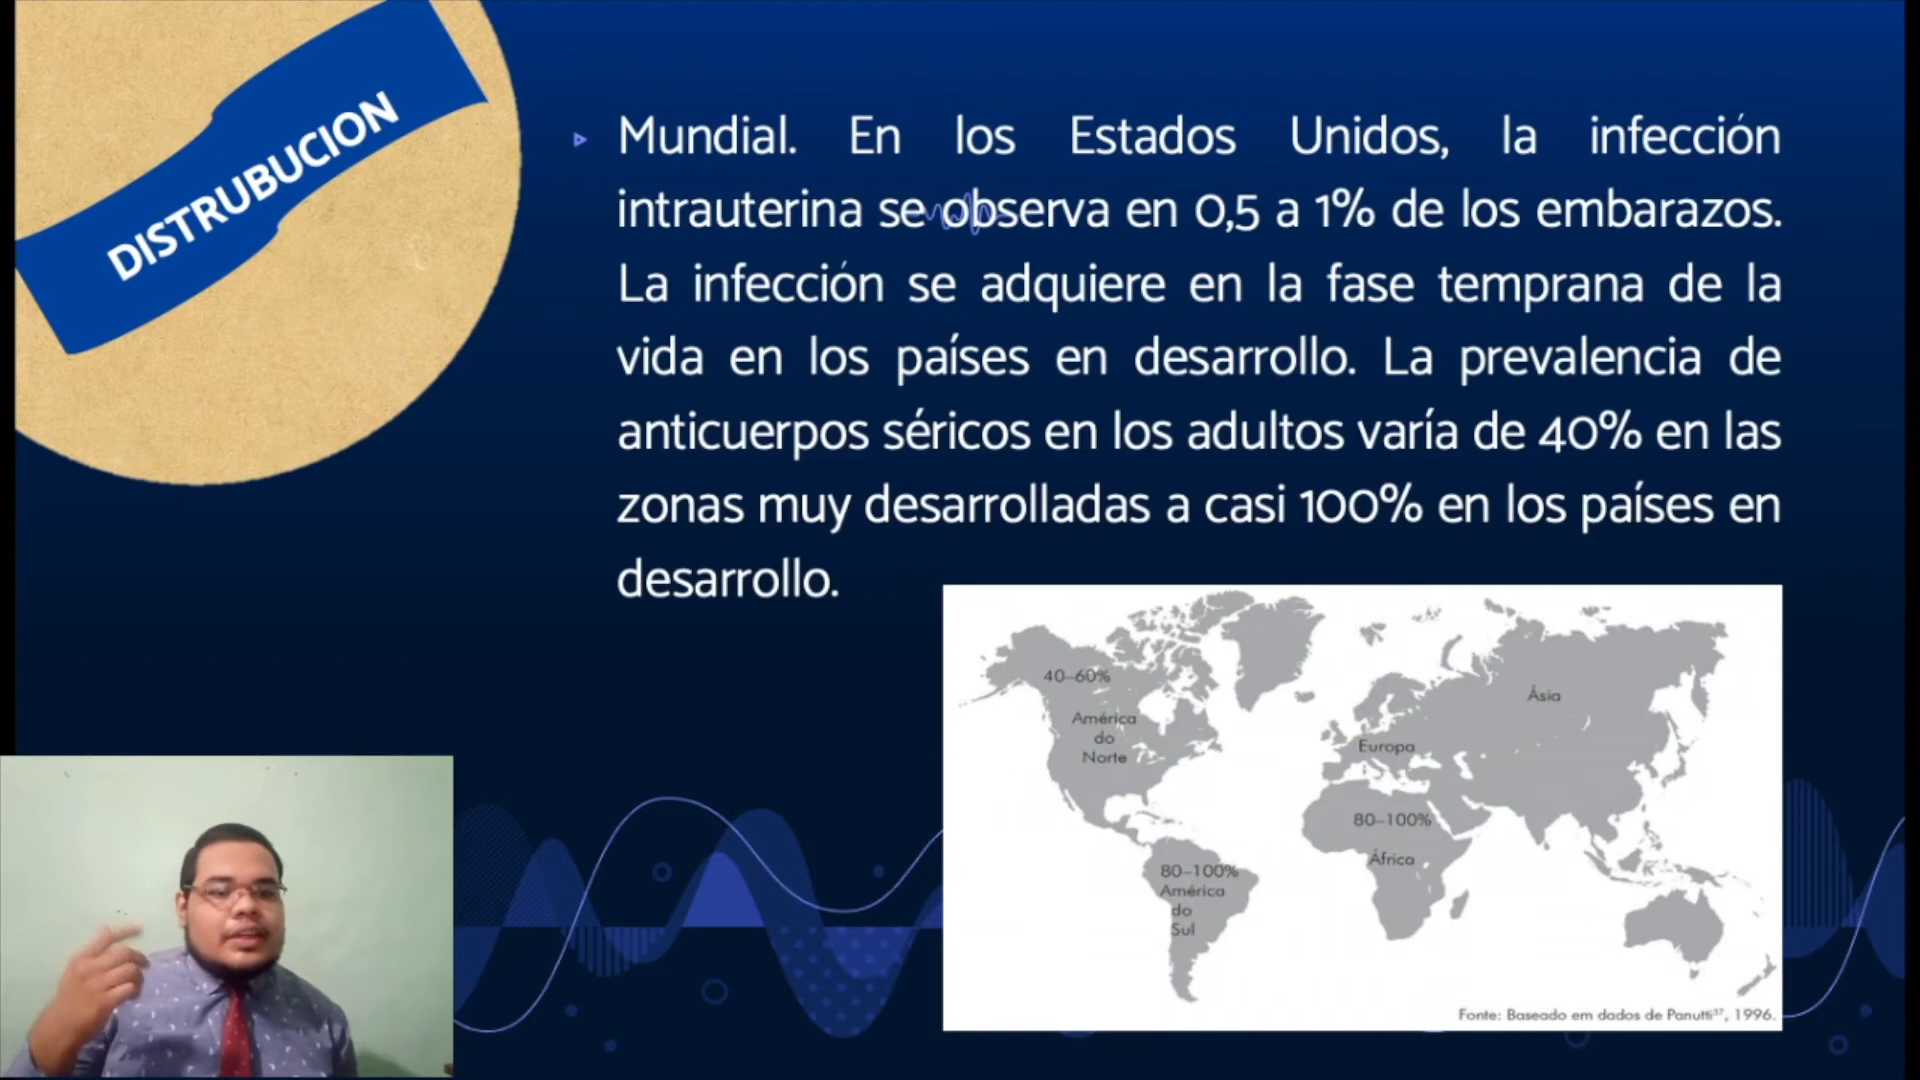 DISTRUBUCION
Mundial. En los Estados Unidos, la infección
intrauterina se observa en 0,5 a 1% de los embarazos.
La infección se adquiere en la fase temprana de la
vida en los países en desarrollo. La prevalencia de
anticuerpos séricos en los adultos varía de 40% en las
zonas muy desarrolladas a casi 100% en los países en
desarrollo.
40–60%
América
do
Norte
Ásia
Europa
80–100%
África
80–100%
América
do
Sul
Fonte: Baseado em dados de Panutti³⁷, 1996.